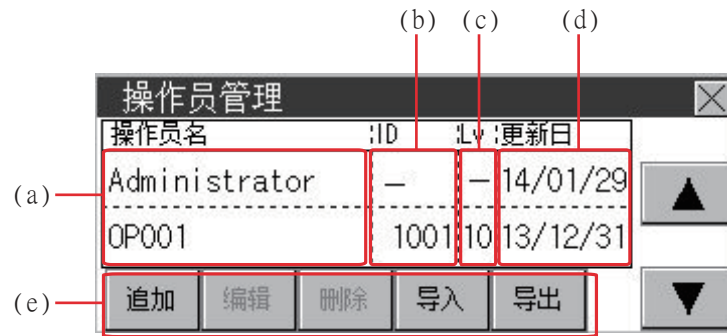 (b) (c) (d)
操作员管理
操作员名 ID Lv 更新日
(a)
Administrator – – 14/01/29
OP001 1001 10 13/12/31
(e)
追加 编辑 删除 导入 导出